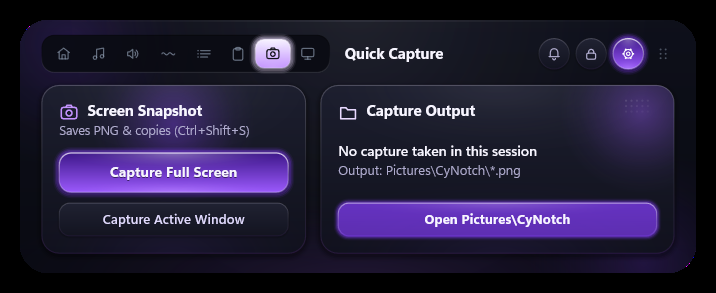 Quick Capture
Screen Snapshot
Saves PNG & copies (Ctrl+Shift+S)
Capture Full Screen
Capture Active Window
Capture Output
No capture taken in this session
Output: Pictures\CyNotch\*.png
Open Pictures\CyNotch